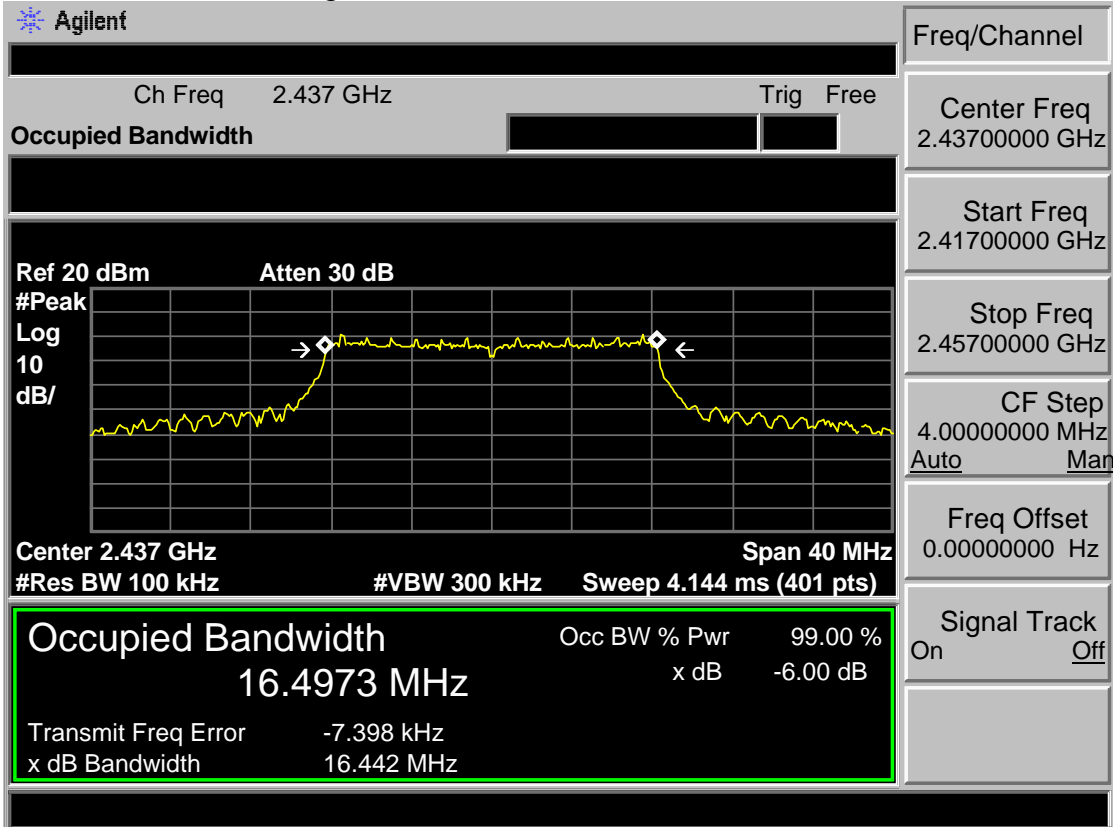 Agilent
Freq/Channel
Ch Freq 2.437 GHz Trig Free
Occupied Bandwidth
Center Freq
2.43700000 GHz
Start Freq
2.41700000 GHz
Ref 20 dBm Atten 30 dB
#Peak
Log
10
dB/
Stop Freq
2.45700000 GHz
CF Step
4.00000000 MHz
Auto Man
Freq Offset
0.00000000 Hz
Center 2.437 GHz Span 40 MHz
#Res BW 100 kHz #VBW 300 kHz Sweep 4.144 ms (401 pts)
Signal Track
On Off
Occupied Bandwidth Occ BW % Pwr 99.00 %
16.4973 MHz x dB -6.00 dB
Transmit Freq Error -7.398 kHz
x dB Bandwidth 16.442 MHz